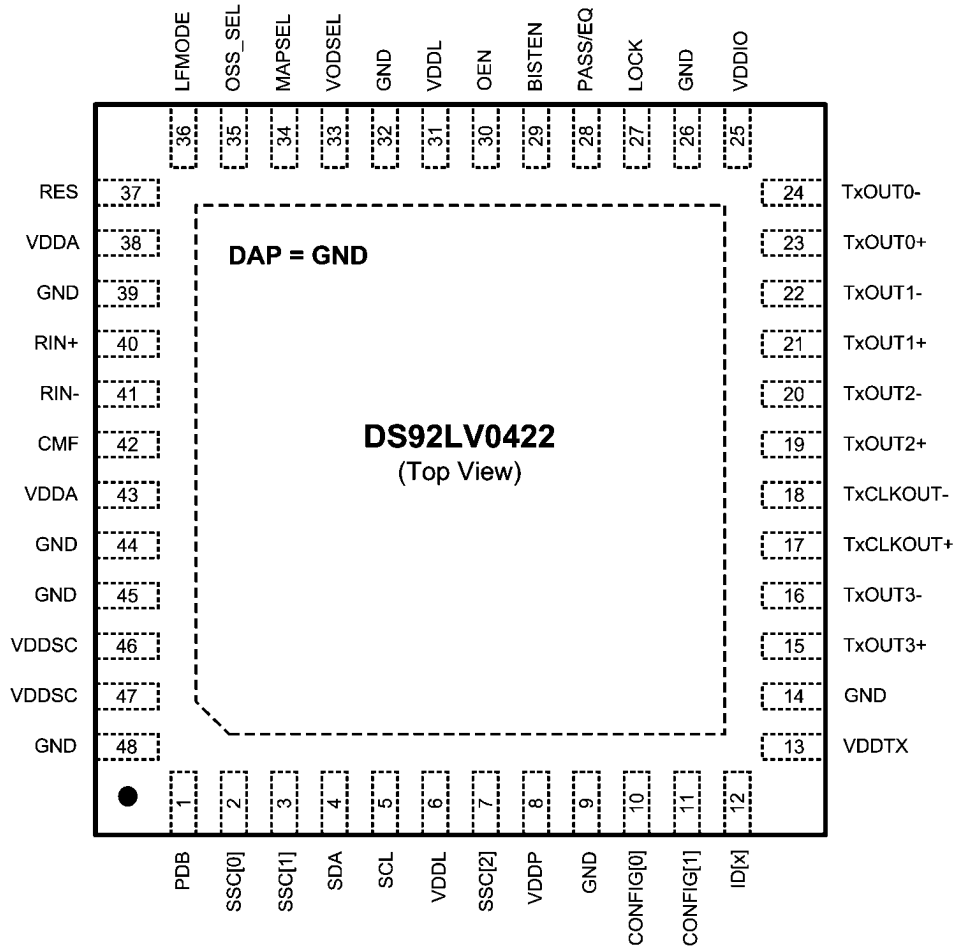 LFMODE
OSS_SEL
MAPSEL
VODSEL
GND
VDDL
OEN
BISTEN
PASS/EQ
LOCK
GND
VDDIO
36
35
34
33
32
31
30
29
28
27
26
25
RES 37
VDDA 38
GND 39
RIN+ 40
RIN- 41
CMF 42
VDDA 43
GND 44
GND 45
VDDSC 46
VDDSC 47
GND 48
DAP = GND
DS92LV0422
(Top View)
24 TxOUT0-
23 TxOUT0+
22 TxOUT1-
21 TxOUT1+
20 TxOUT2-
19 TxOUT2+
18 TxCLKOUT-
17 TxCLKOUT+
16 TxOUT3-
15 TxOUT3+
14 GND
13 VDDTX
1
2
3
4
5
6
7
8
9
10
11
12
PDB
SSC[0]
SSC[1]
SDA
SCL
VDDL
SSC[2]
VDDP
GND
CONFIG[0]
CONFIG[1]
ID[x]